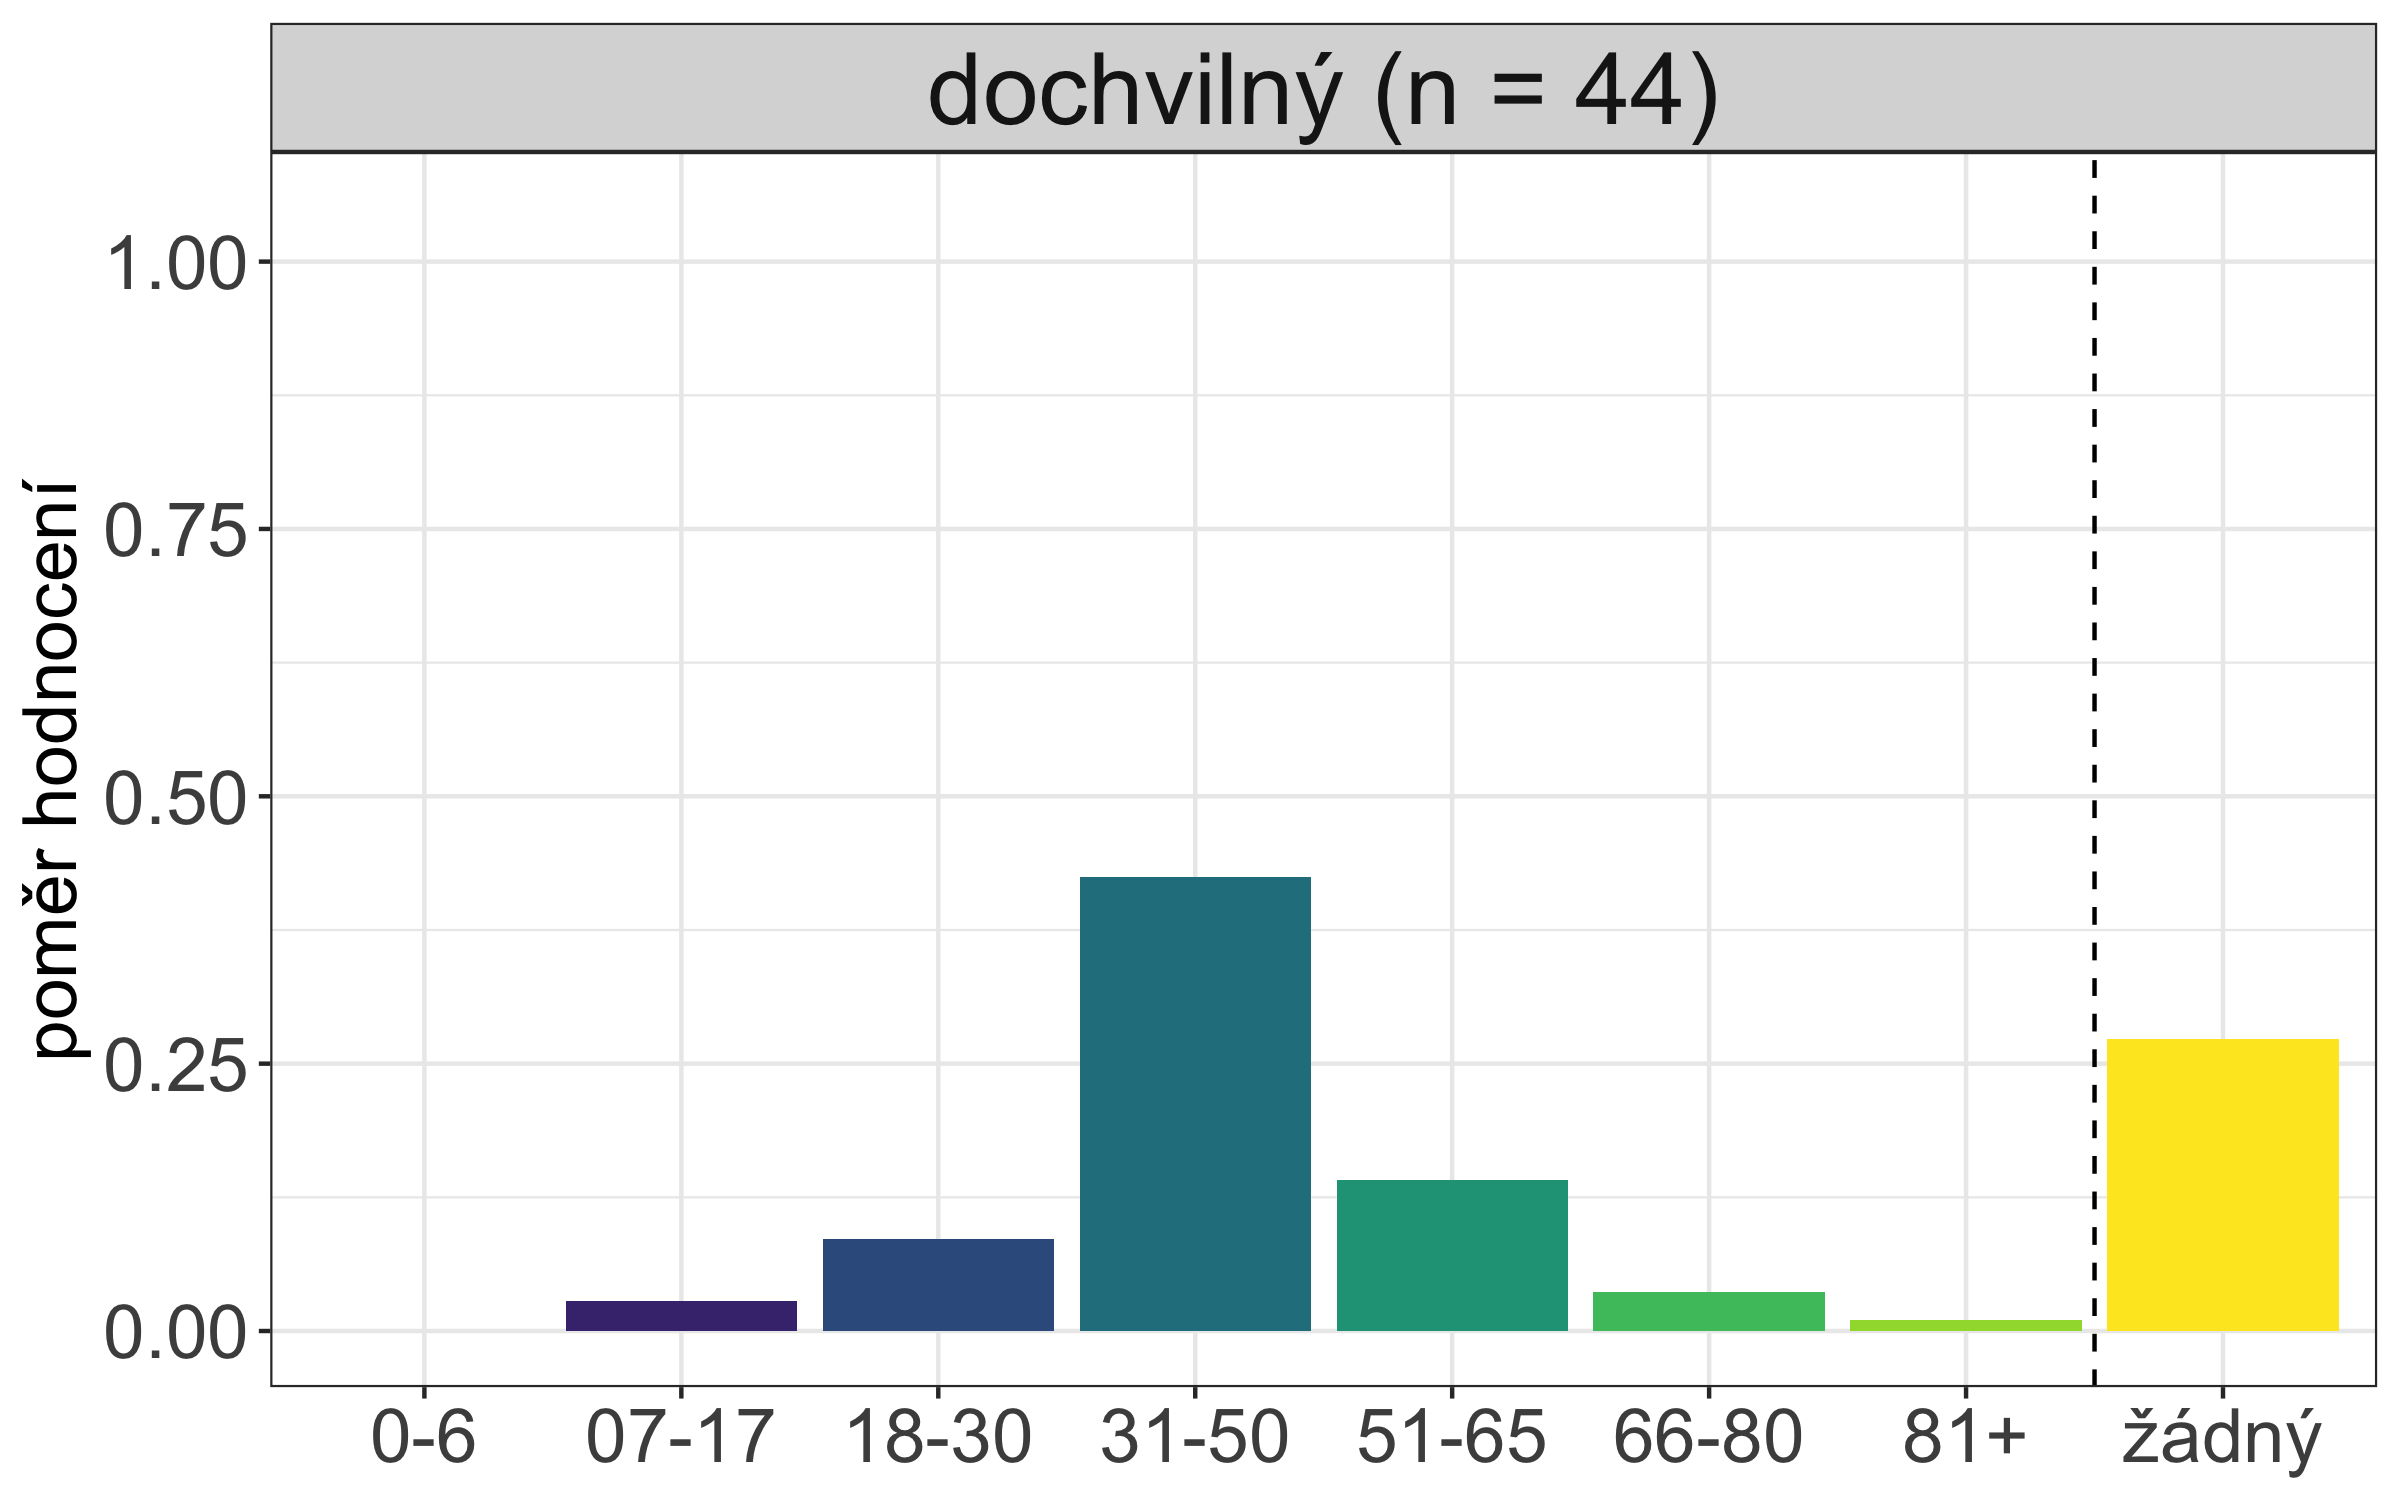 dochvilný (n = 44)
poměr hodnocení
1.00
0.75
0.50
0.25
0.00
0-6 07-17 18-30 31-50 51-65 66-80 81+ žádný